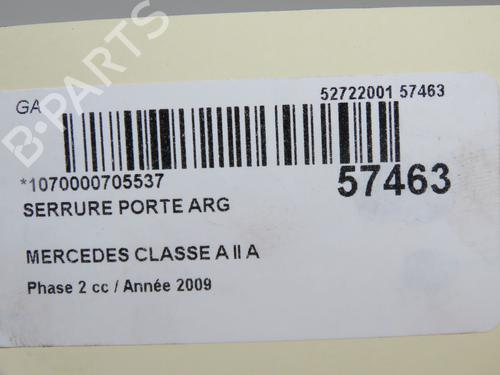 B-PARTS
GA
52722001 57463
*1070000705537
57463
SERRURE PORTE ARG
MERCEDES CLASSE A II A
Phase 2 cc / Année 2009